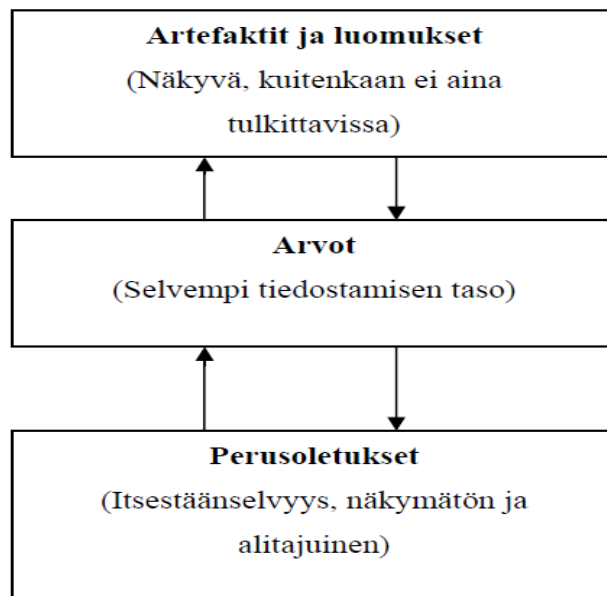 Artefaktit ja luomukset
(Näkyvä, kuitenkaan ei aina
tulkittavissa)
Arvot
(Selvempi tiedostamisen taso)
Perusoletukset
(Itsestäänselvyys, näkymätön ja
alitajuinen)